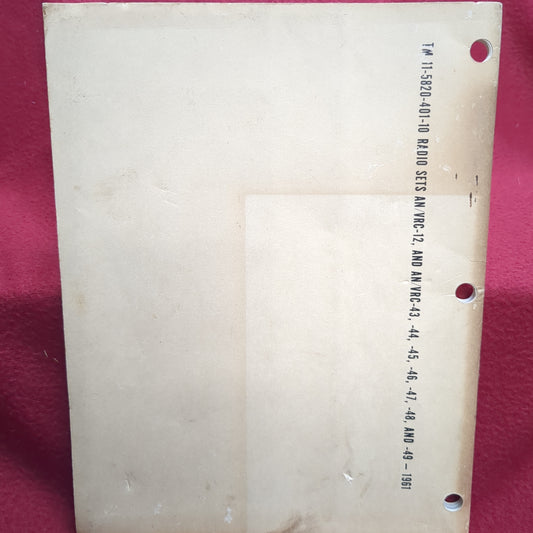 TM 11-5820-401-10 RADIO SETS AN/VRC-12, AND AN/VRC-43, -44, -45, -46, -47, -48, AND -49 — 1961